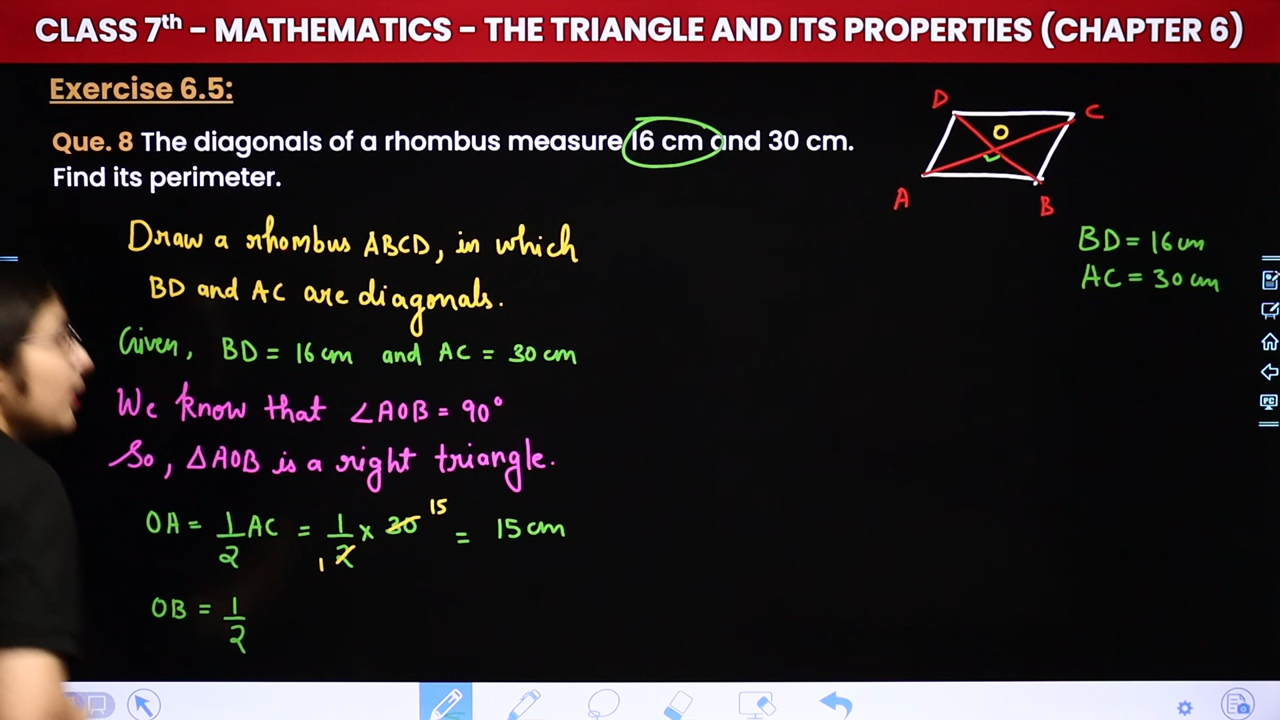 CLASS 7th - MATHEMATICS - THE TRIANGLE AND ITS PROPERTIES (CHAPTER 6)
Exercise 6.5:
Que. 8 The diagonals of a rhombus measure 16 cm and 30 cm.
Find its perimeter.
D
C
O
A
B
BD = 16 cm
AC = 30 cm
Draw a rhombus ABCD, in which
BD and AC are diagonals.
Given, BD = 16 cm and AC = 30 cm
We know that ∠AOB = 90°
So, ΔAOB is a right triangle.
OA = 1/2 AC = 1/2 × 30 = 15 cm
15
1
OB = 1/2
PC